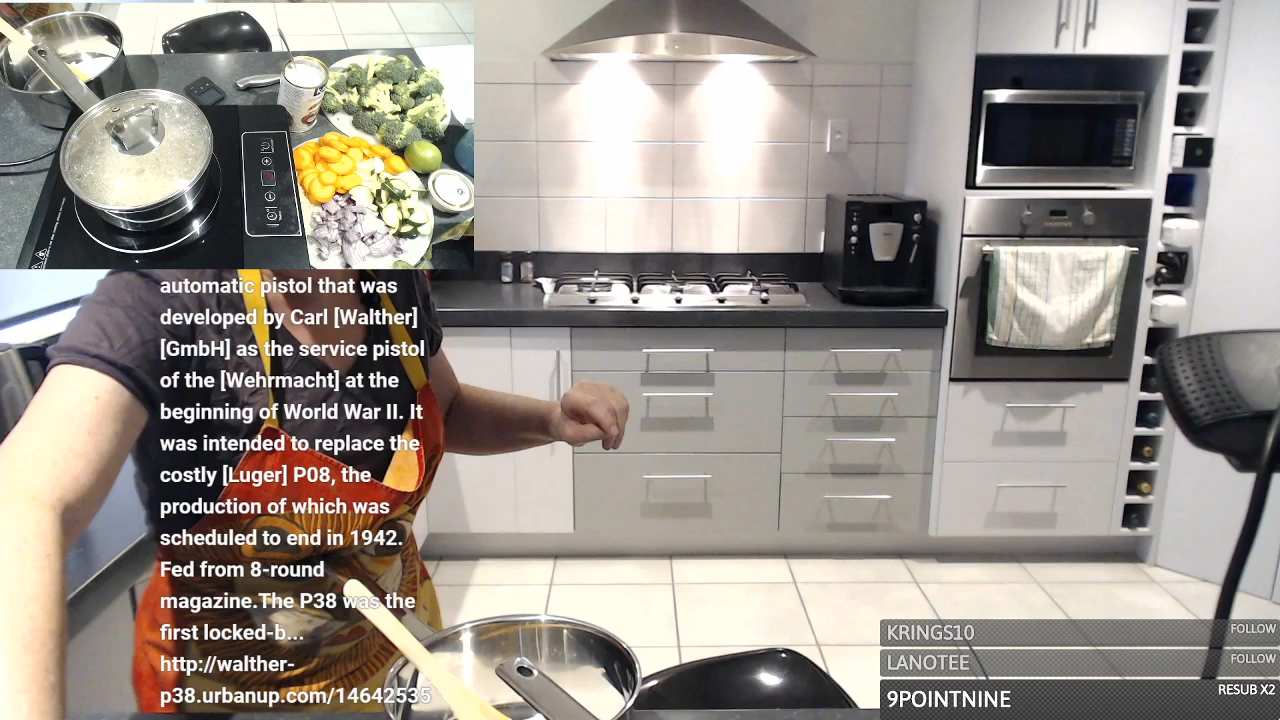 automatic pistol that was
developed by Carl [Walther]
[GmbH] as the service pistol
of the [Wehrmacht] at the
beginning of World War II. It
was intended to replace the
costly [Luger] P08, the
production of which was
scheduled to end in 1942.
Fed from 8-round
magazine.The P38 was the
first locked-b...
http://walther-
p38.urbanup.com/14642535
KRINGS10 FOLLOW
LANOTEE FOLLOW
9POINTNINE RESUB X2